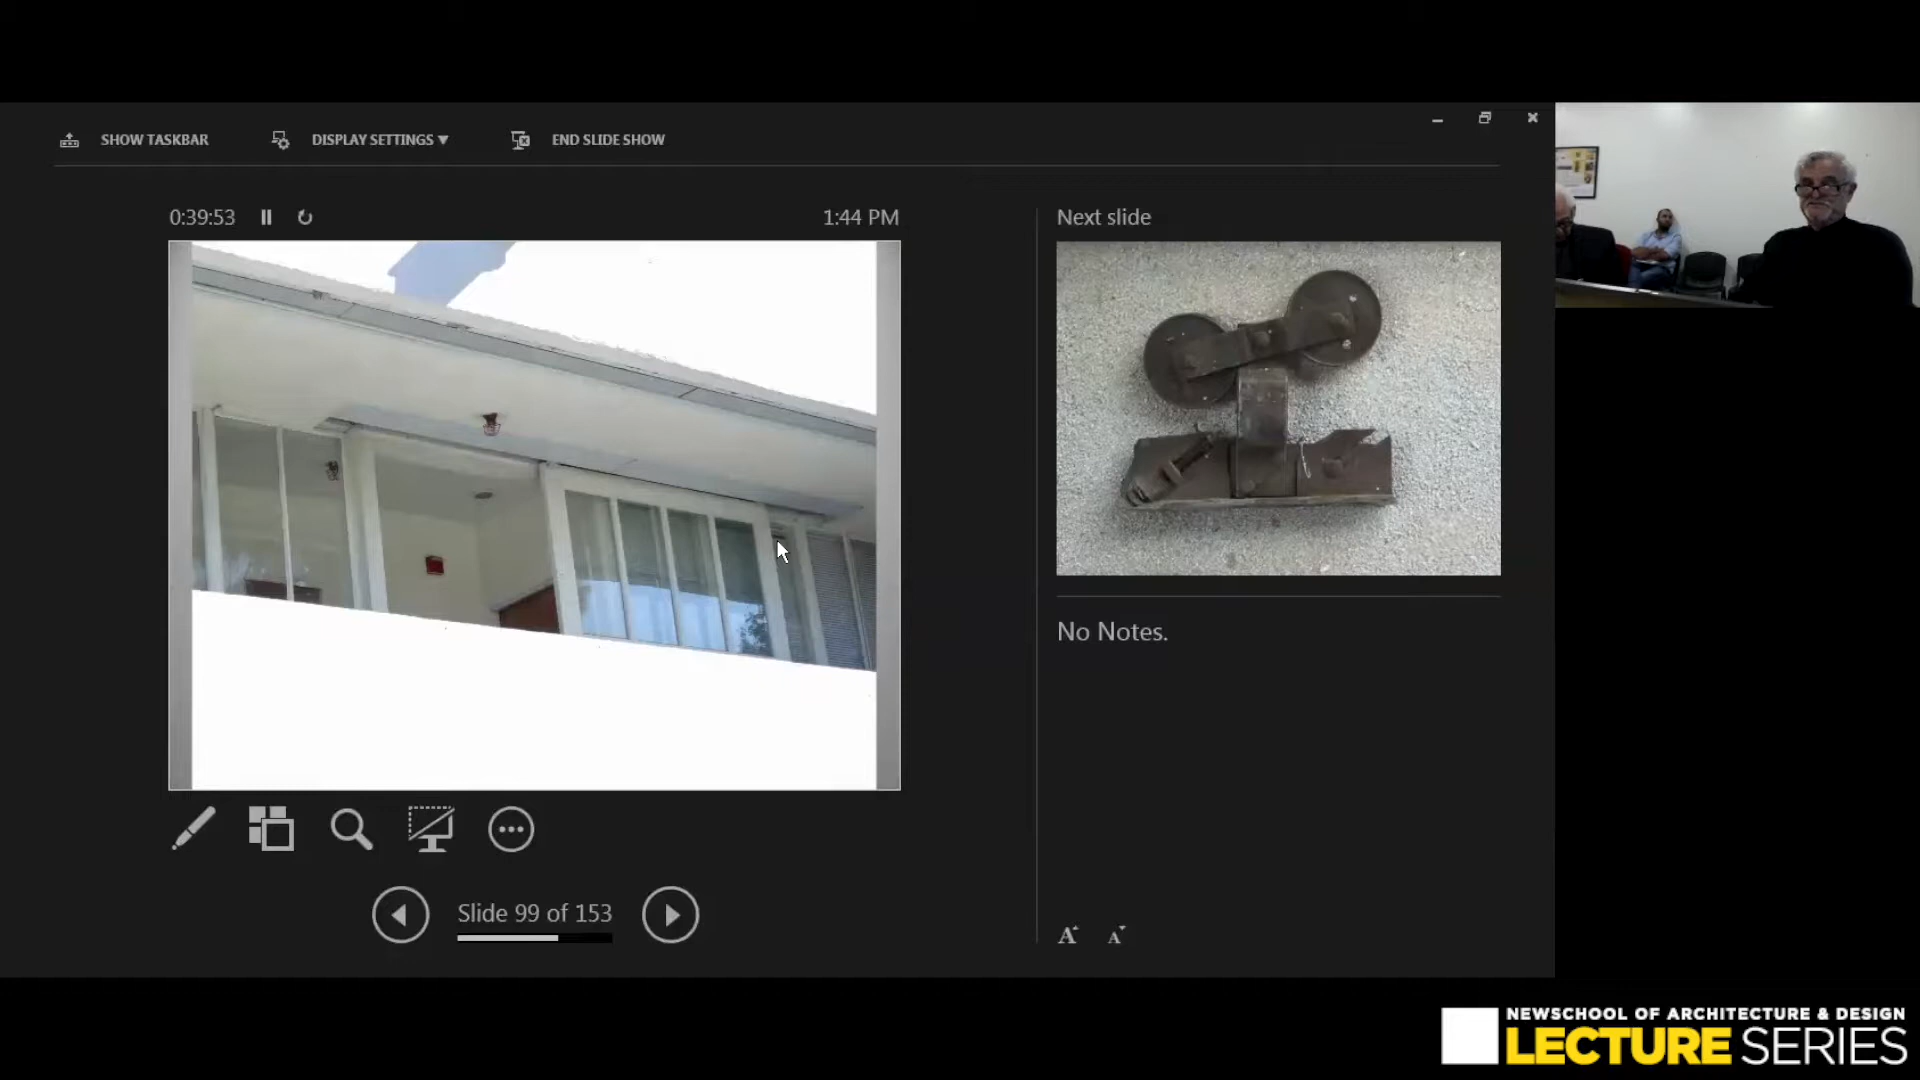 SHOW TASKBAR
DISPLAY SETTINGS ▼
END SLIDE SHOW
0:39:53
1:44 PM
Next slide
No Notes.
Slide 99 of 153
A A
NEWSCHOOL OF ARCHITECTURE & DESIGN
LECTURE SERIES